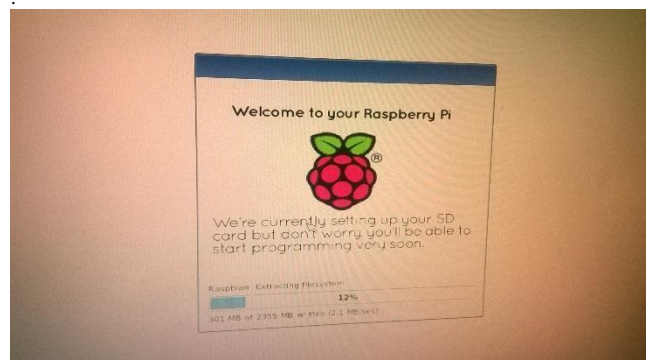 Welcome to your Raspberry Pi
®
We're currently setting up your SD
card but don't worry, you'll be able to
start programming very soon.
Raspbian: Extracting filesystem
12%
301 MB of 2355 MB written (2.1 MB/sec)